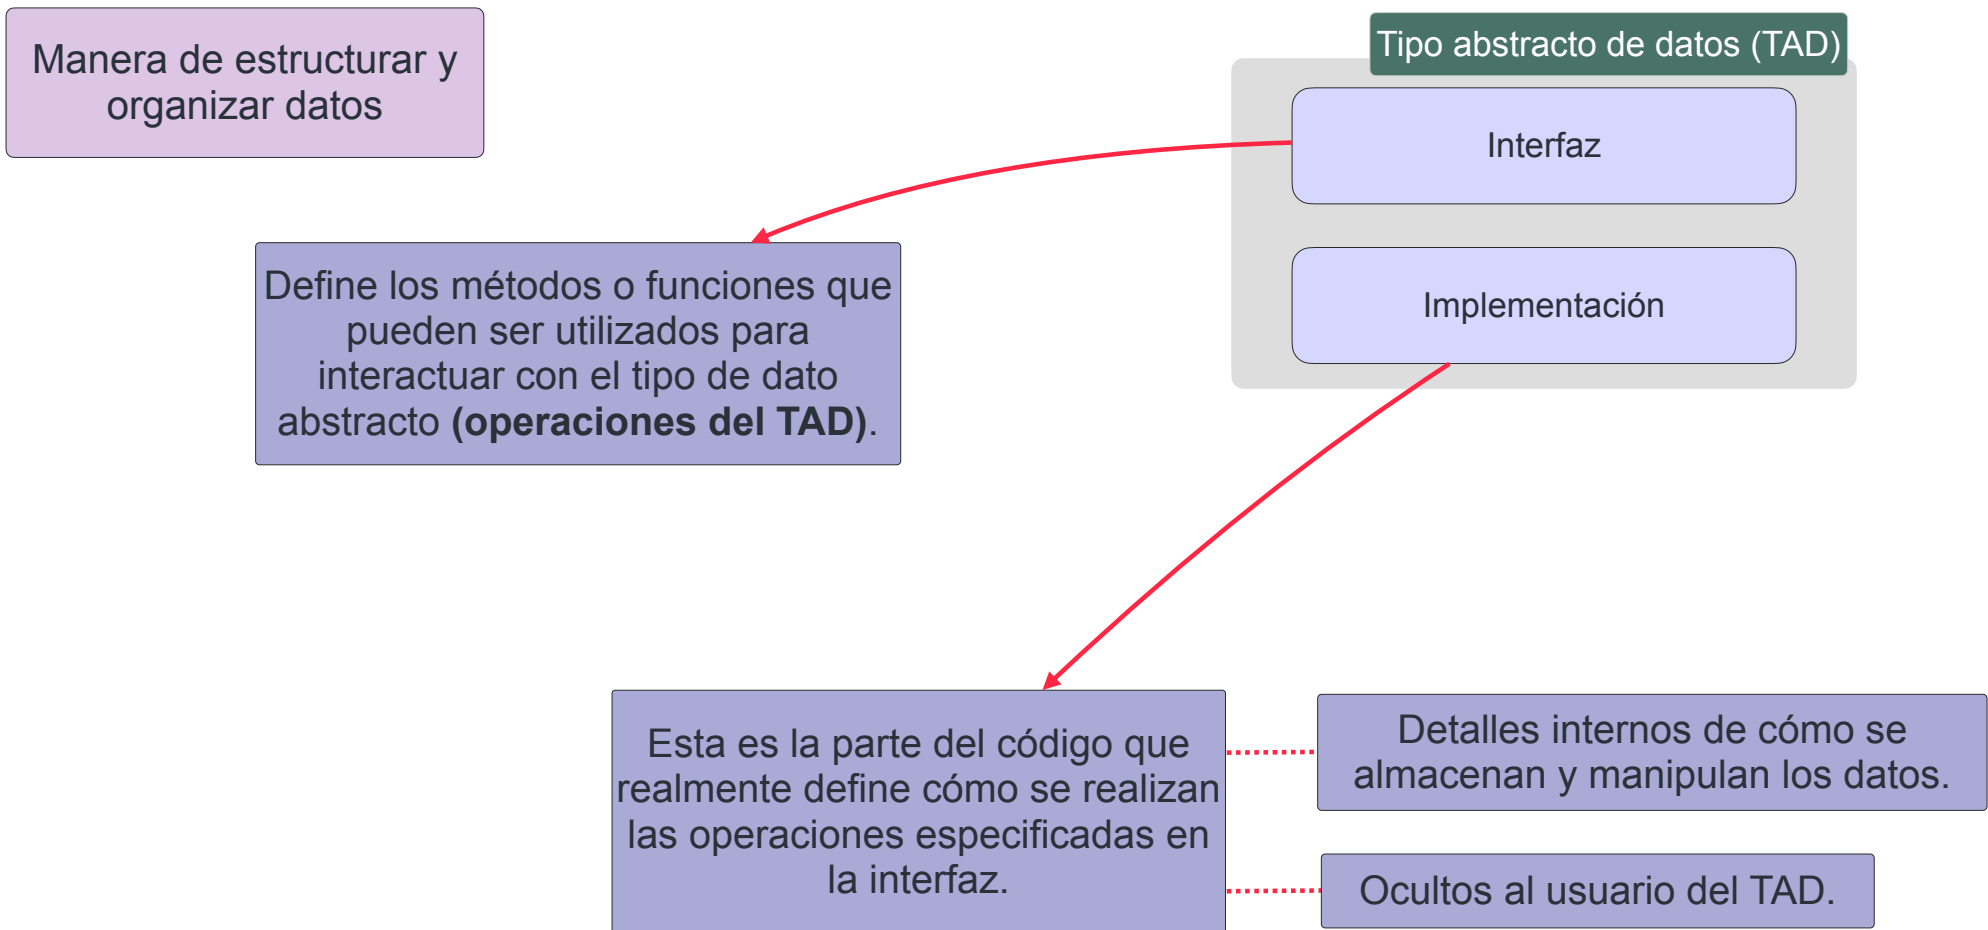 Manera de estructurar y
organizar datos
Tipo abstracto de datos (TAD)
Interfaz
Implementación
Define los métodos o funciones que
pueden ser utilizados para
interactuar con el tipo de dato
abstracto (operaciones del TAD).
Esta es la parte del código que
realmente define cómo se realizan
las operaciones especificadas en
la interfaz.
Detalles internos de cómo se
almacenan y manipulan los datos.
Ocultos al usuario del TAD.